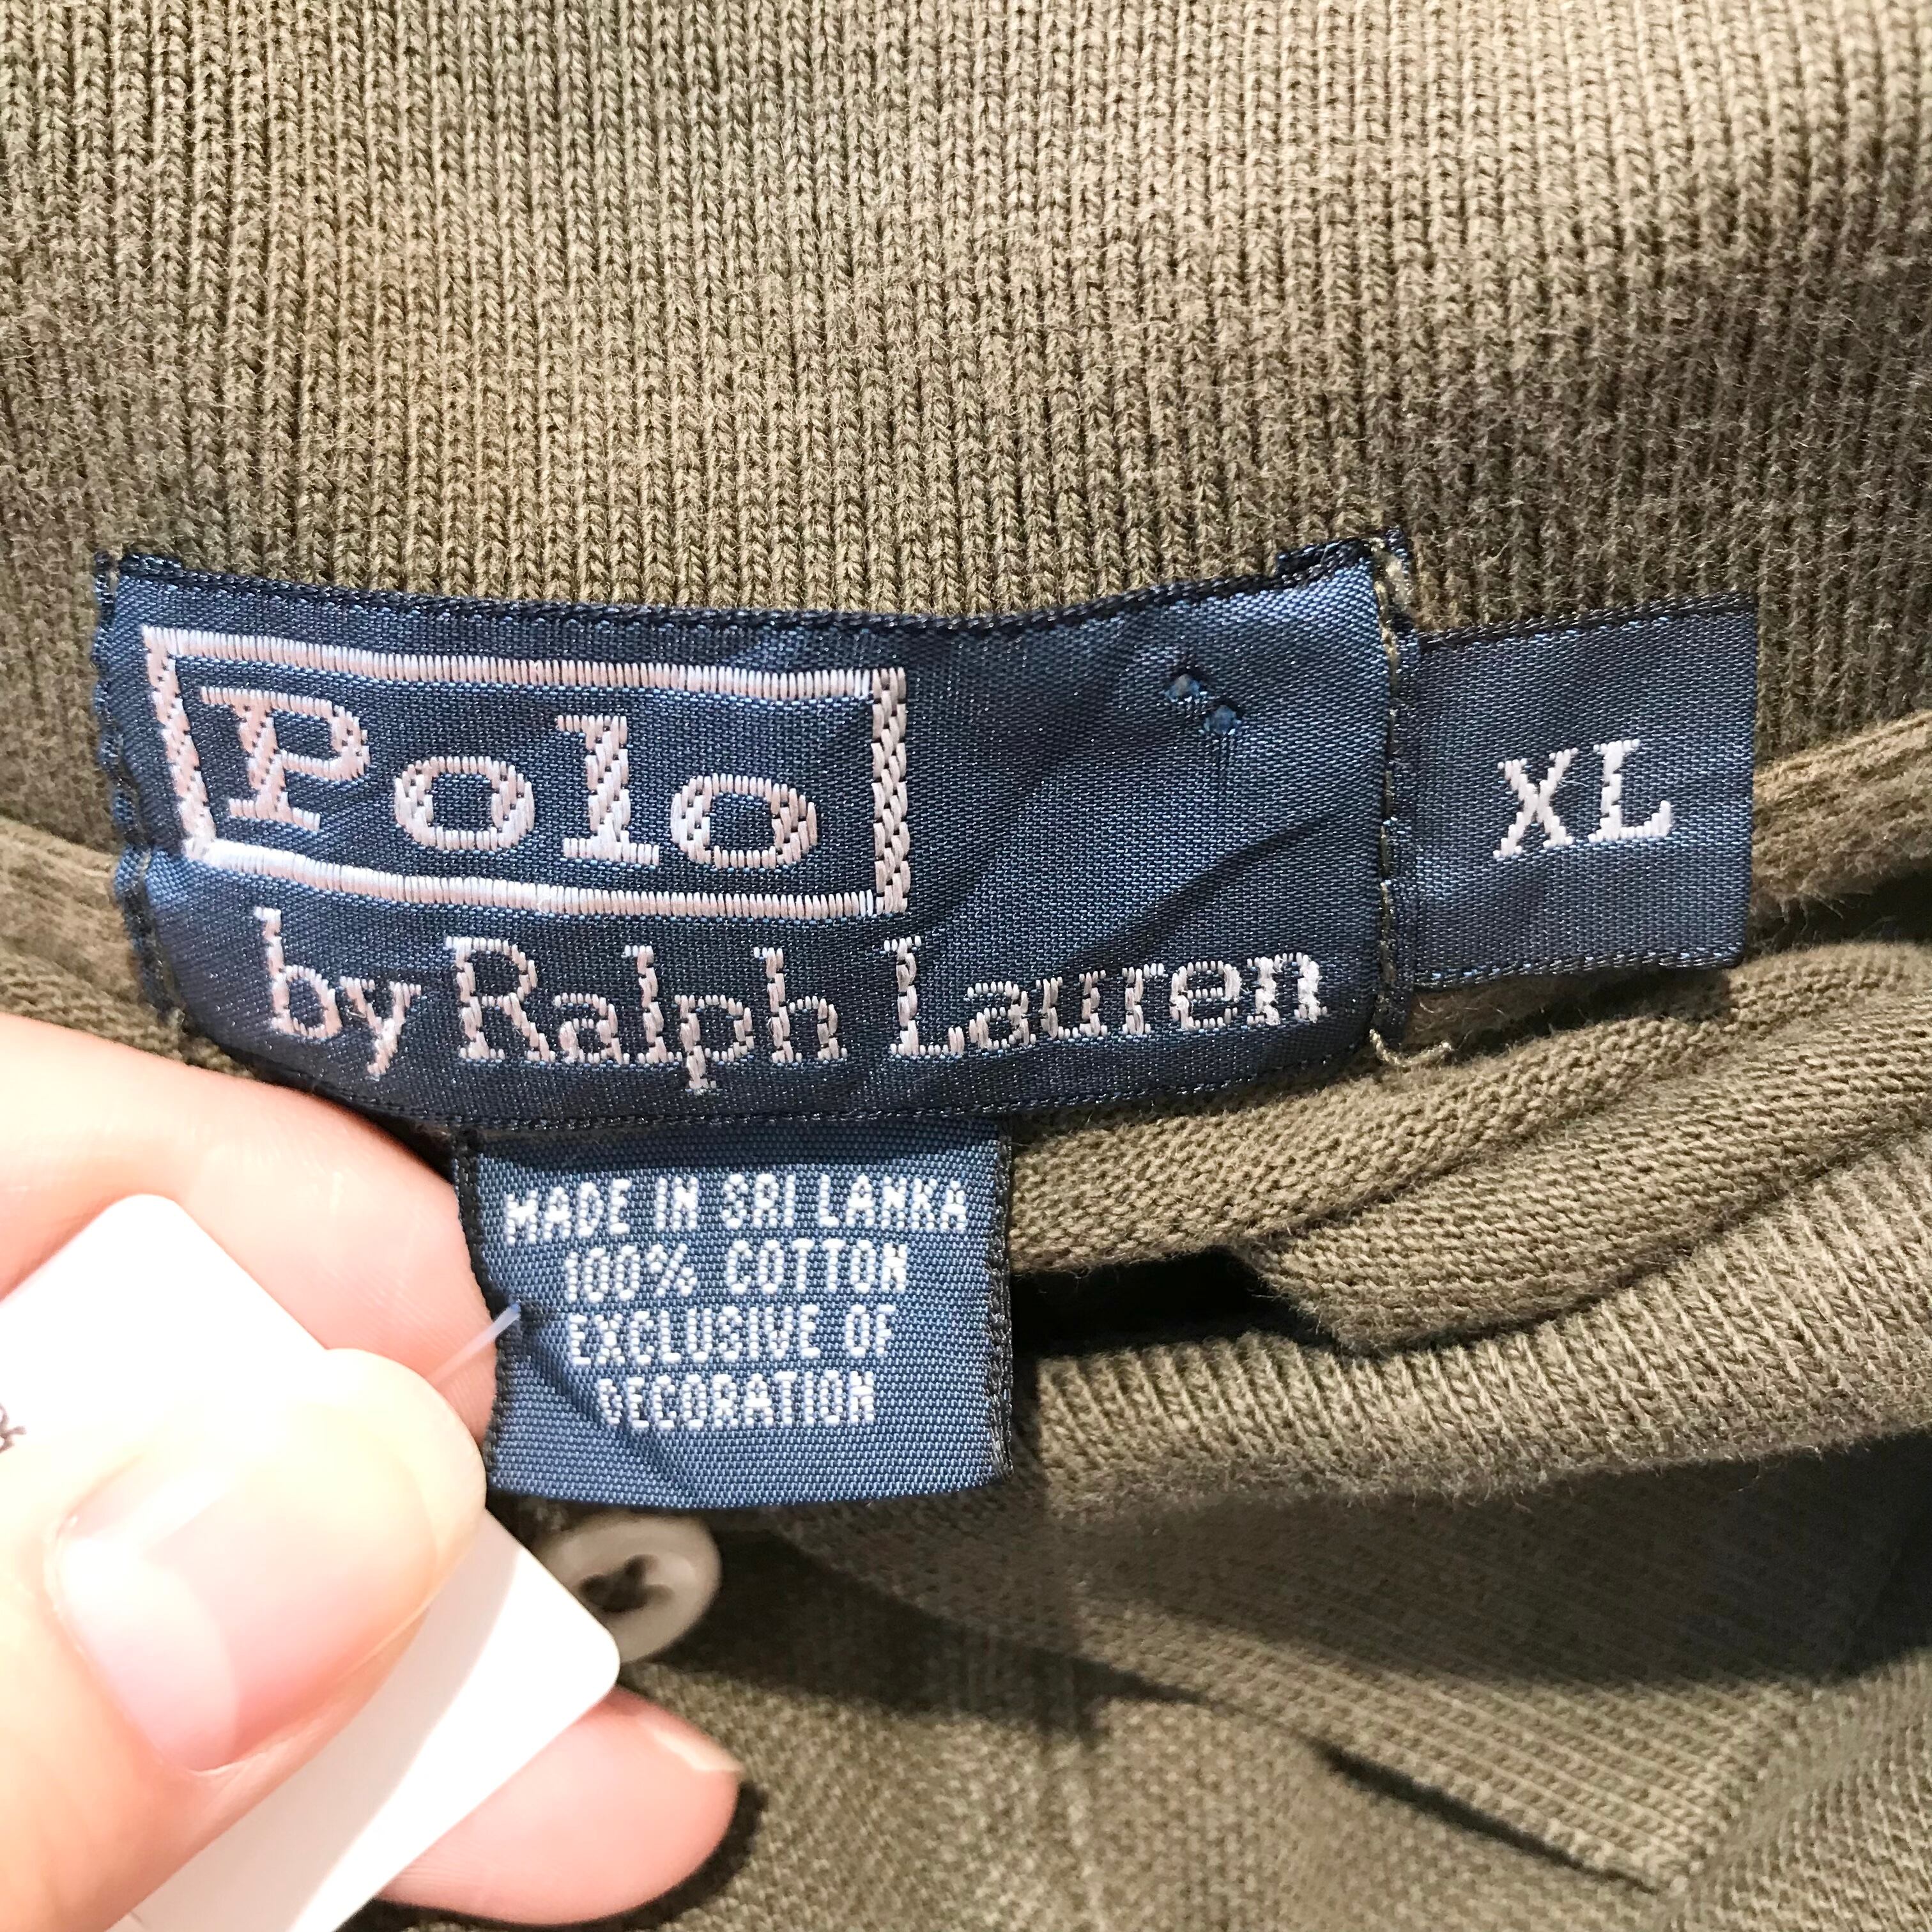 Polo
by Ralph Lauren
XL
MADE IN SRI LANKA
100% COTTON
EXCLUSIVE OF
DECORATION